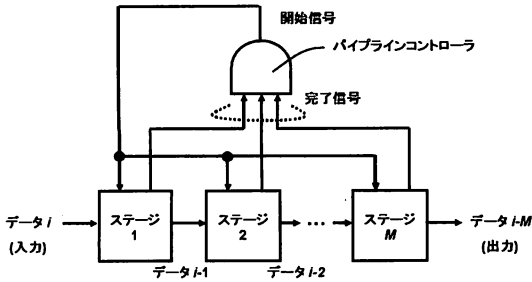 開始信号
パイプラインコントローラ
完了信号
データ i
(入力)
ステージ
1
ステージ
2
...
ステージ
M
データ i-M
(出力)
データ i-1
データ i-2